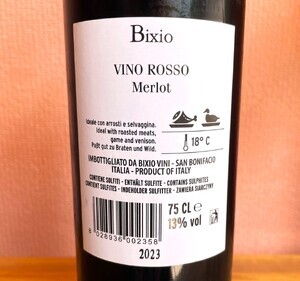 Bixio
VINO ROSSO
Merlot
Ideale con arrosti e selvaggina.
Ideal with roasted meats,
game and venison.
Paßt gut zu Braten und Wild.
18° C
IMBOTTIGLIATO DA BIXIO VINI - SAN BONIFACIO
ITALIA - PRODUCT OF ITALY
CONTIENE SOLFITI - ENTHÄLT SULFITE - CONTAINS SULPHITES
CONTIENT SULFITES - INDEHOLDER SULFITTER - ZAWIERA SIARCZYNY
75 CL e
13% vol
8 028936 002358
2023